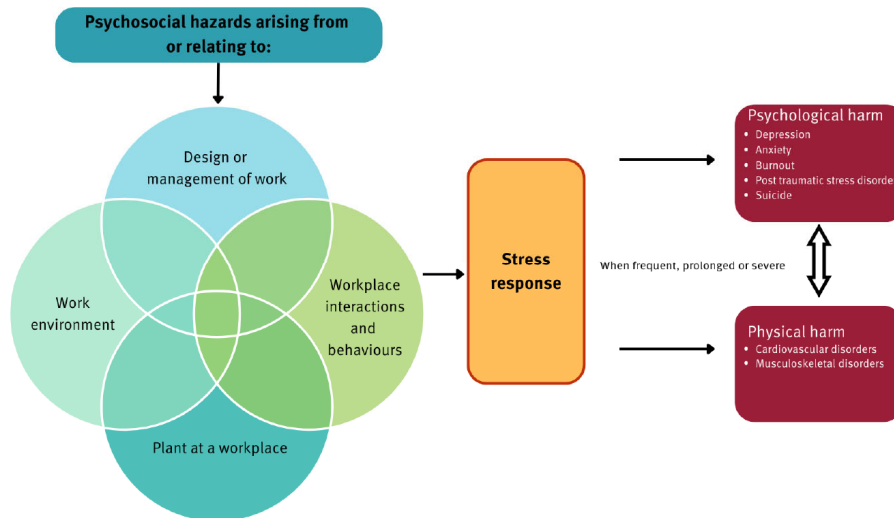 Psychosocial hazards arising from
or relating to:
Design or
management of work
Work
environment
Workplace
interactions
and
behaviours
Plant at a workplace
Stress
response
When frequent, prolonged or severe
Psychological harm
• Depression
• Anxiety
• Burnout
• Post traumatic stress disorde
• Suicide
Physical harm
• Cardiovascular disorders
• Musculoskeletal disorders